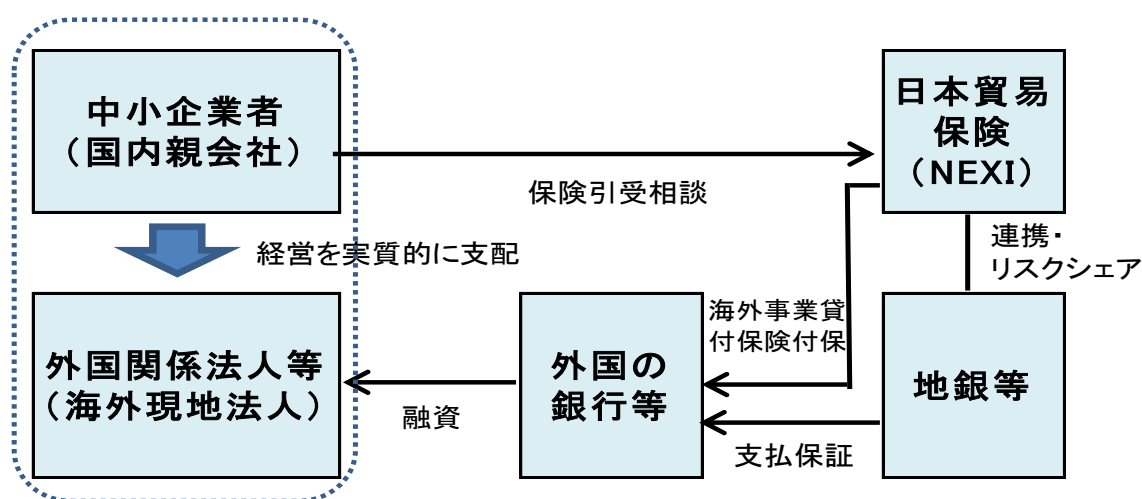 中小企業者
（国内親会社）
日本貿易
保険
（NEXI）
保険引受相談
経営を実質的に支配
連携・
リスクシェア
外国関係法人等
（海外現地法人）
融資
外国の
銀行等
海外事業貸
付保険付保
支払保証
地銀等